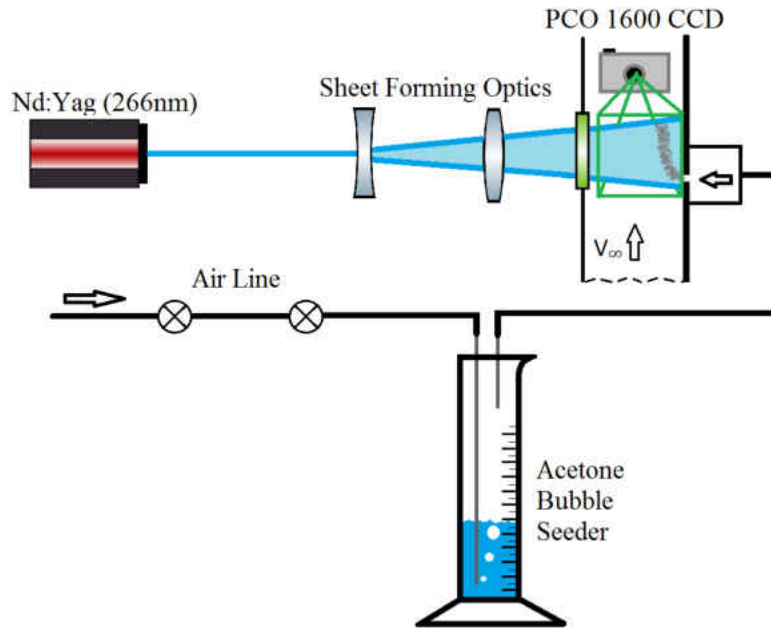 PCO 1600 CCD
Nd:Yag (266nm)
Sheet Forming Optics
V∞
Air Line
Acetone
Bubble
Seeder